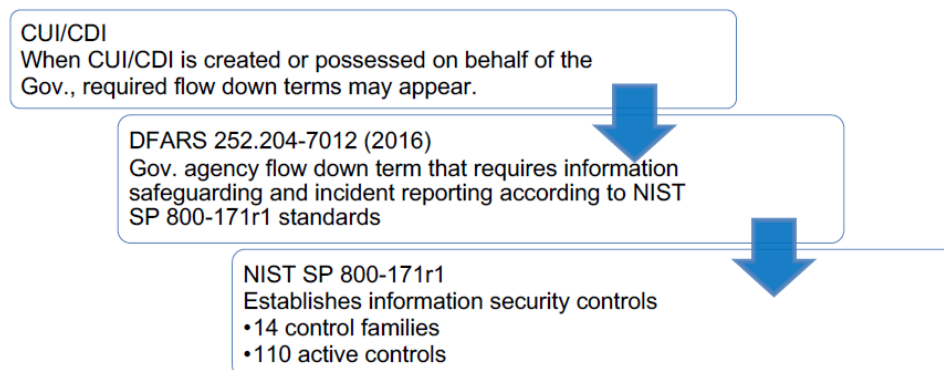 CUI/CDI
When CUI/CDI is created or possessed on behalf of the
Gov., required flow down terms may appear.
DFARS 252.204-7012 (2016)
Gov. agency flow down term that requires information
safeguarding and incident reporting according to NIST
SP 800-171r1 standards
NIST SP 800-171r1
Establishes information security controls
•14 control families
•110 active controls